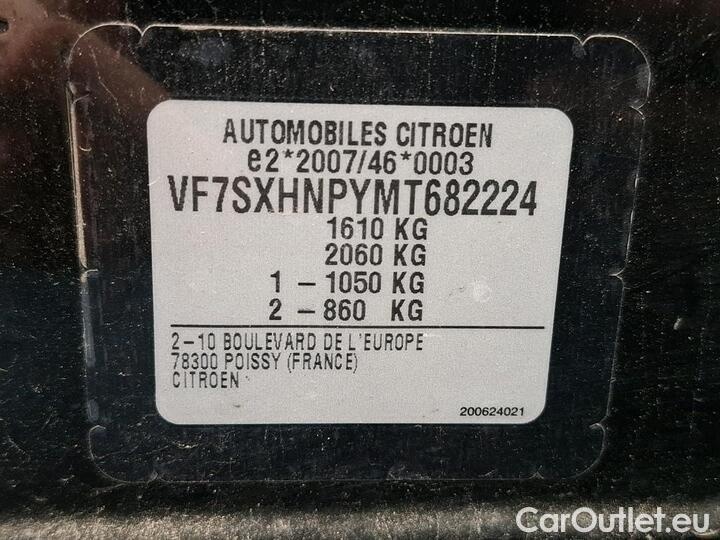 AUTOMOBILES CITROEN
e2*2007/46*0003
VF7SXHNPYMT682224
1610 KG
2060 KG
1 – 1050 KG
2 – 860 KG
2–10 BOULEVARD DE L'EUROPE
78300 POISSY (FRANCE)
CITROEN
200624021
CarOutlet.eu